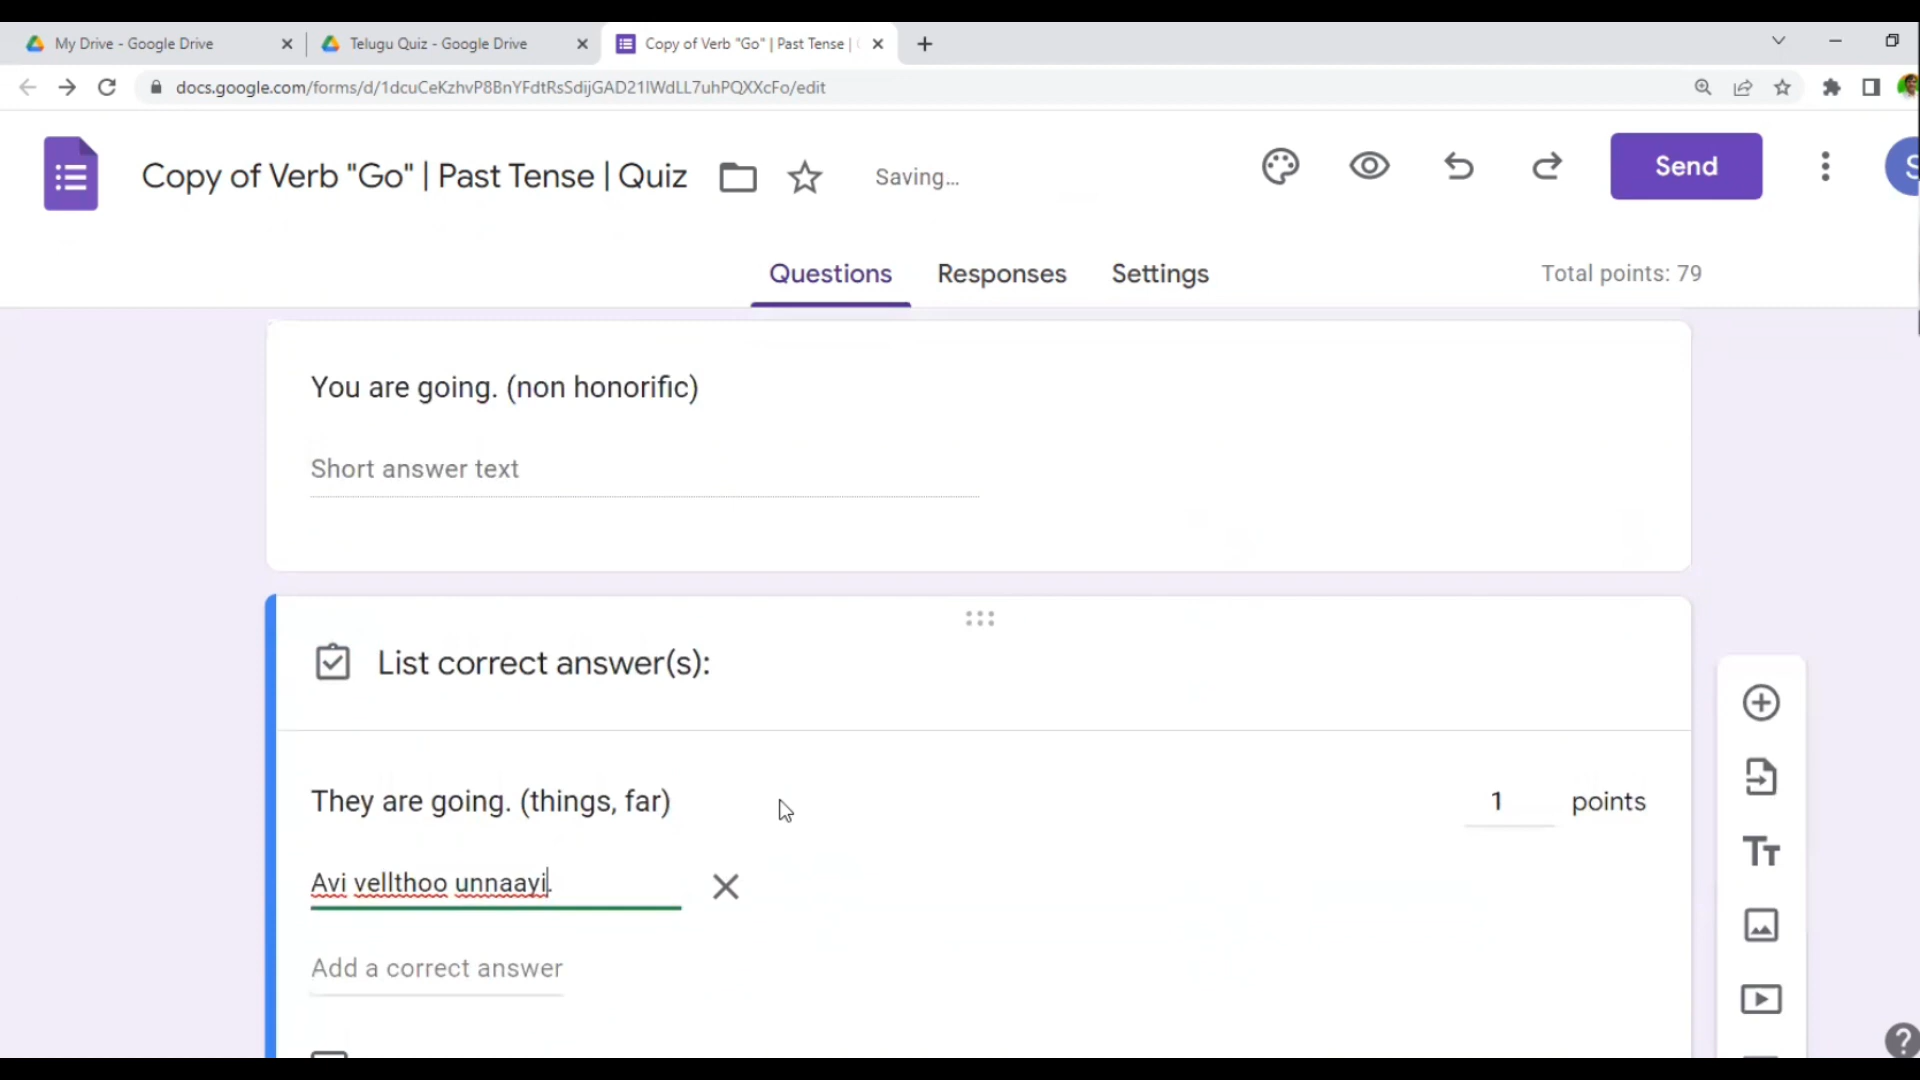 My Drive - Google Drive
Telugu Quiz - Google Drive
Copy of Verb "Go" | Past Tense |
docs.google.com/forms/d/1dcuCeKzhvP8BnYFdtRsSdijGAD21lWdLL7uhPQXXcFo/edit
Copy of Verb "Go" | Past Tense | Quiz
Saving...
Send
S
Questions
Responses
Settings
Total points: 79
You are going. (non honorific)
Short answer text
List correct answer(s):
They are going. (things, far)
1 points
Avi vellthoo unnaayi.
Add a correct answer